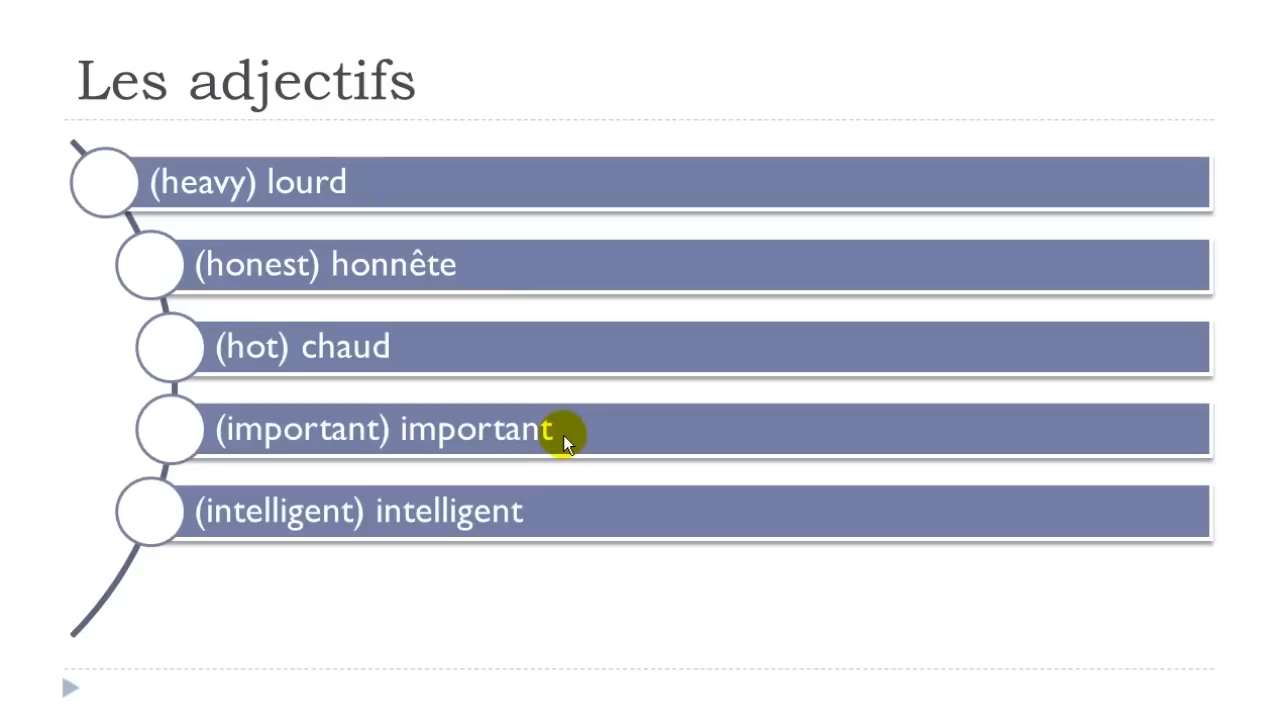 Les adjectifs
(heavy) lourd
(honest) honnête
(hot) chaud
(important) important
(intelligent) intelligent